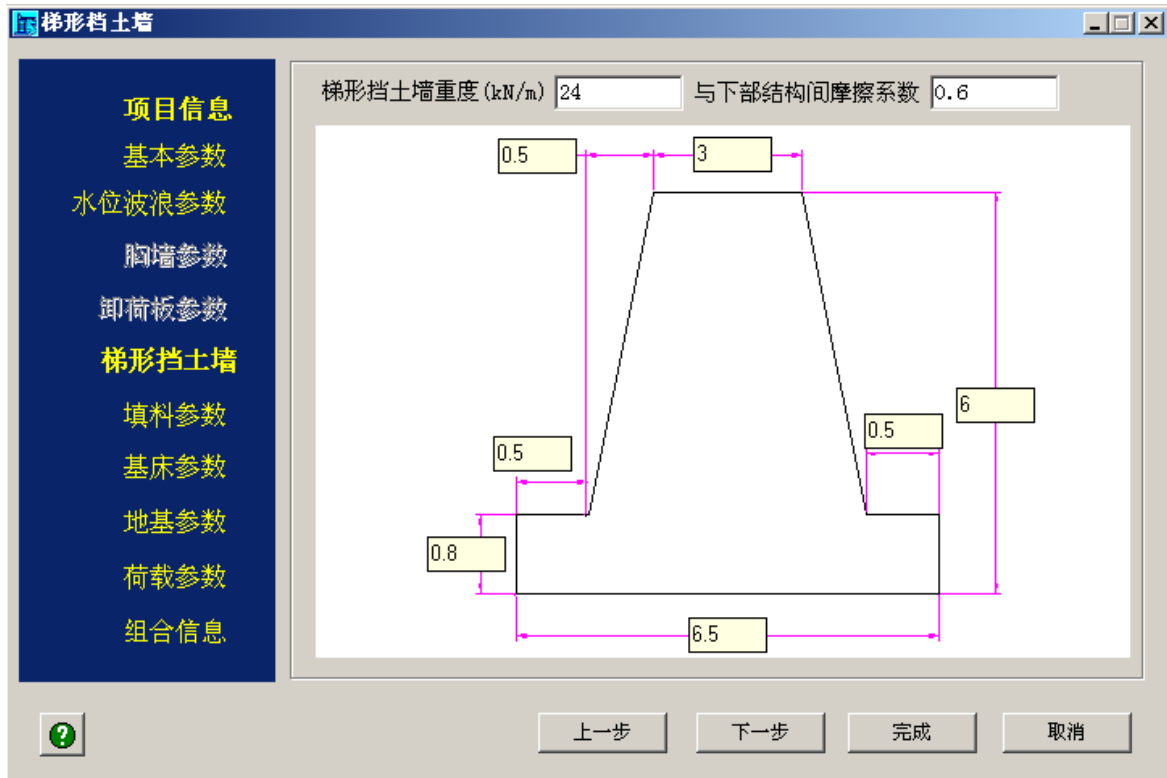 梯形档土墙
项目信息
基本参数
水位波浪参数
胸墙参数
卸荷板参数
梯形挡土墙
填料参数
基床参数
地基参数
荷载参数
组合信息
梯形挡土墙重度(kN/m) 24 与下部结构间摩擦系数 0.6
0.5 3
6
0.5
0.5
0.8
6.5
上一步 下一步 完成 取消